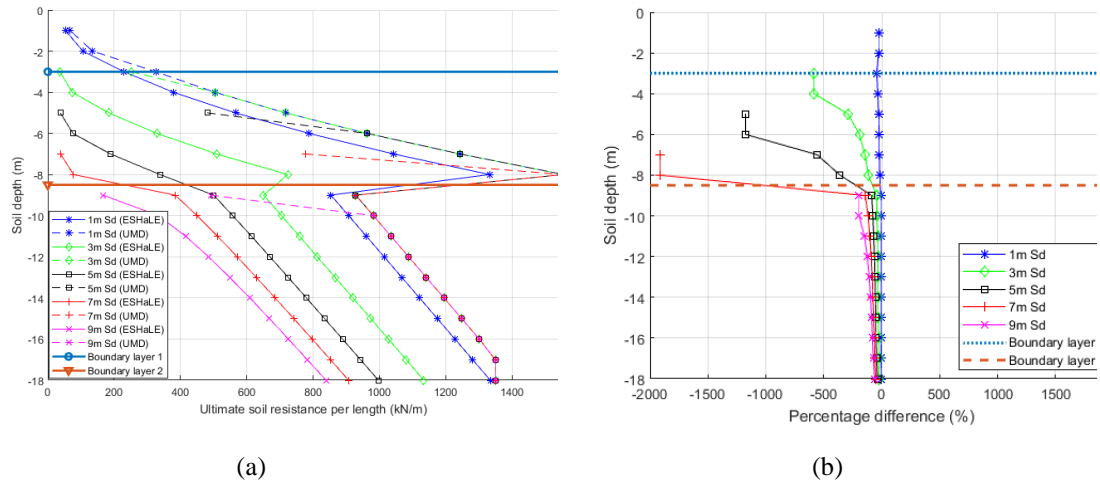 0
-2
-4
-6
-8
-10
-12
-14
-16
-18
1m Sd (ESHaLE)
1m Sd (UMD)
3m Sd (ESHaLE)
3m Sd (UMD)
5m Sd (ESHaLE)
5m Sd (UMD)
7m Sd (ESHaLE)
7m Sd (UMD)
9m Sd (ESHaLE)
9m Sd (UMD)
Boundary layer 1
Boundary layer 2
0 200 400 600 800 1000 1200 1400
Ultimate soil resistance per length (kN/m)
Soil depth (m)
(a)
0
-2
-4
-6
-8
-10
-12
-14
-16
-18
1m Sd
3m Sd
5m Sd
7m Sd
9m Sd
Boundary layer
Boundary layer
-2000 -1500 -1000 -500 0 500 1000 1500
Percentage difference (%)
Soil depth (m)
(b)